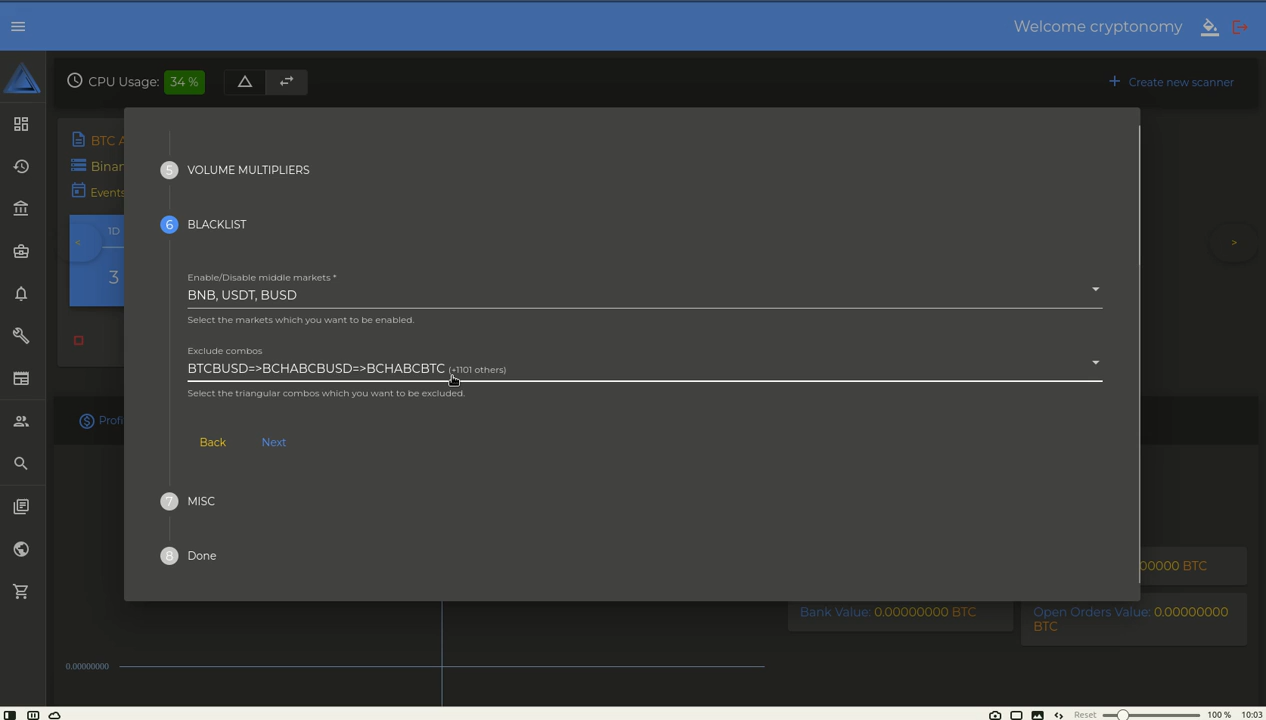 Welcome cryptonomy
CPU Usage: 34 %
Create new scanner
BTC A
Binan
Events
1D
3
<
>
5 VOLUME MULTIPLIERS
6 BLACKLIST
Enable/Disable middle markets *
BNB, USDT, BUSD
Select the markets which you want to be enabled.
Exclude combos
BTCBUSD=>BCHABCBUSD=>BCHABCBTC (+1101 others)
Select the triangular combos which you want to be excluded.
Back Next
7 MISC
8 Done
Profi
00000 BTC
Bank Value: 0.00000000 BTC
Open Orders Value: 0.00000000
BTC
0.00000000
Reset 100 % 10:03